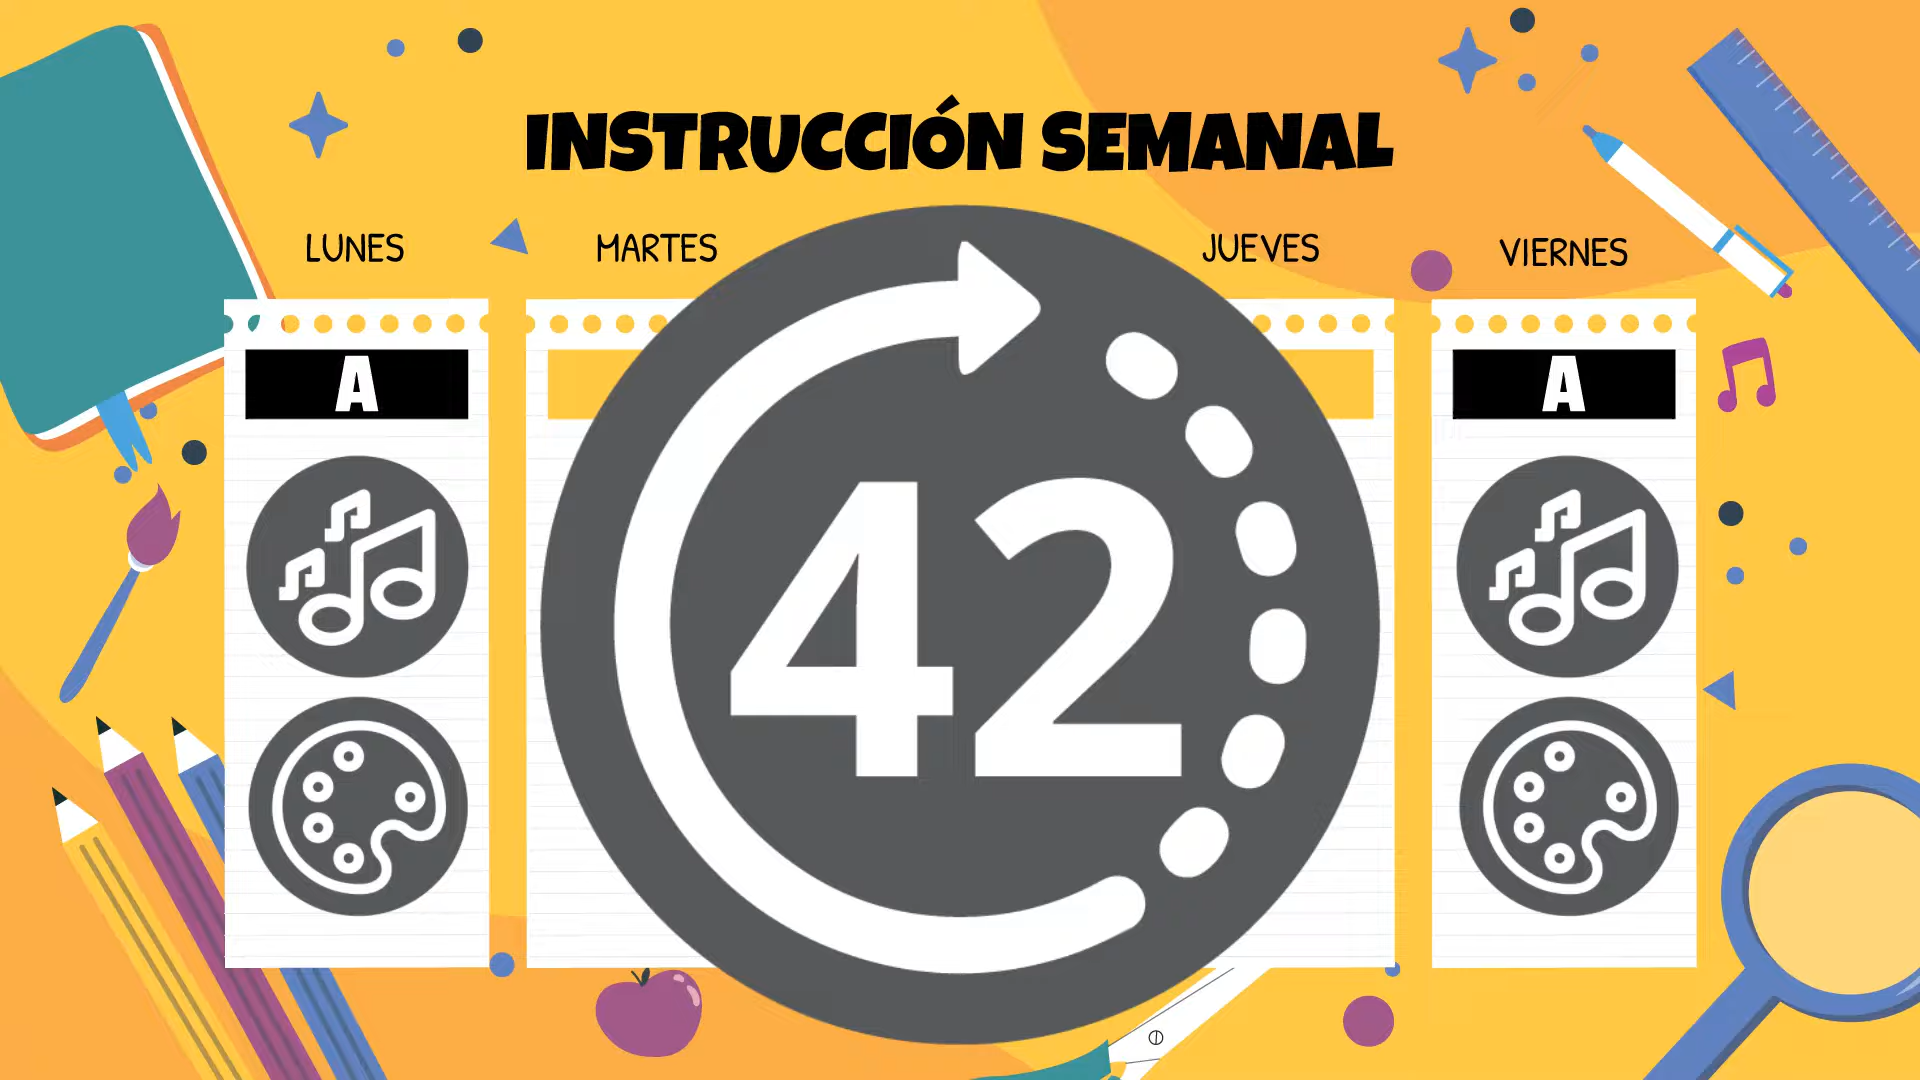 INSTRUCCIÓN SEMANAL
LUNES
MARTES
JUEVES
VIERNES
A
A
42